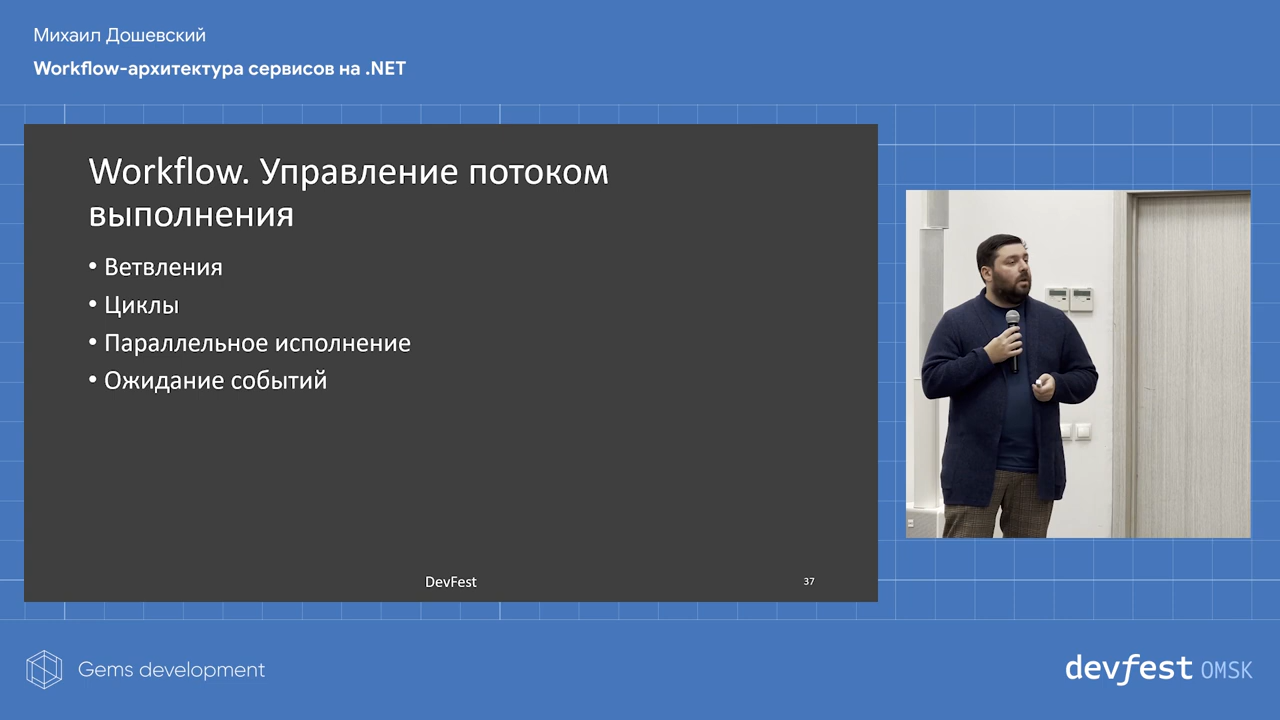 Михаил Дошевский
Workflow-архитектура сервисов на .NET
Workflow. Управление потоком
выполнения
• Ветвления
• Циклы
• Параллельное исполнение
• Ожидание событий
DevFest
37
Gems development
devfest OMSK